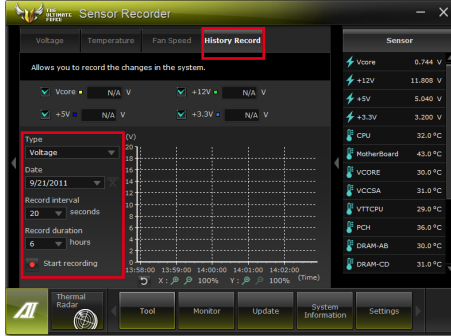 THE ULTIMATE POWER Sensor Recorder
Voltage Temperature Fan Speed History Record
Allows you to record the changes in the system.
Vcore N/A V +12V N/A V
+5V N/A V +3.3V N/A V
Type
Voltage
Date
9/21/2011
Record interval
20 seconds
Record duration
6 hours
Start recording
(V)
20
18
16
14
12
10
8
6
4
2
0
13:58:00 13:59:00 14:00:00 14:01:00 14:02:00
(Time)
X : 100% Y : 100%
Sensor
Vcore 0.744 V
+12V 11.808 V
+5V 5.040 V
+3.3V 3.200 V
CPU 32.0 °C
MotherBoard 43.0 °C
VCORE 30.0 °C
VCCSA 31.0 °C
VTTCPU 29.0 °C
PCH 36.0 °C
DRAM-AB 30.0 °C
DRAM-CD 31.0 °C
Thermal
Radar
Tool Monitor Update System
Information Settings